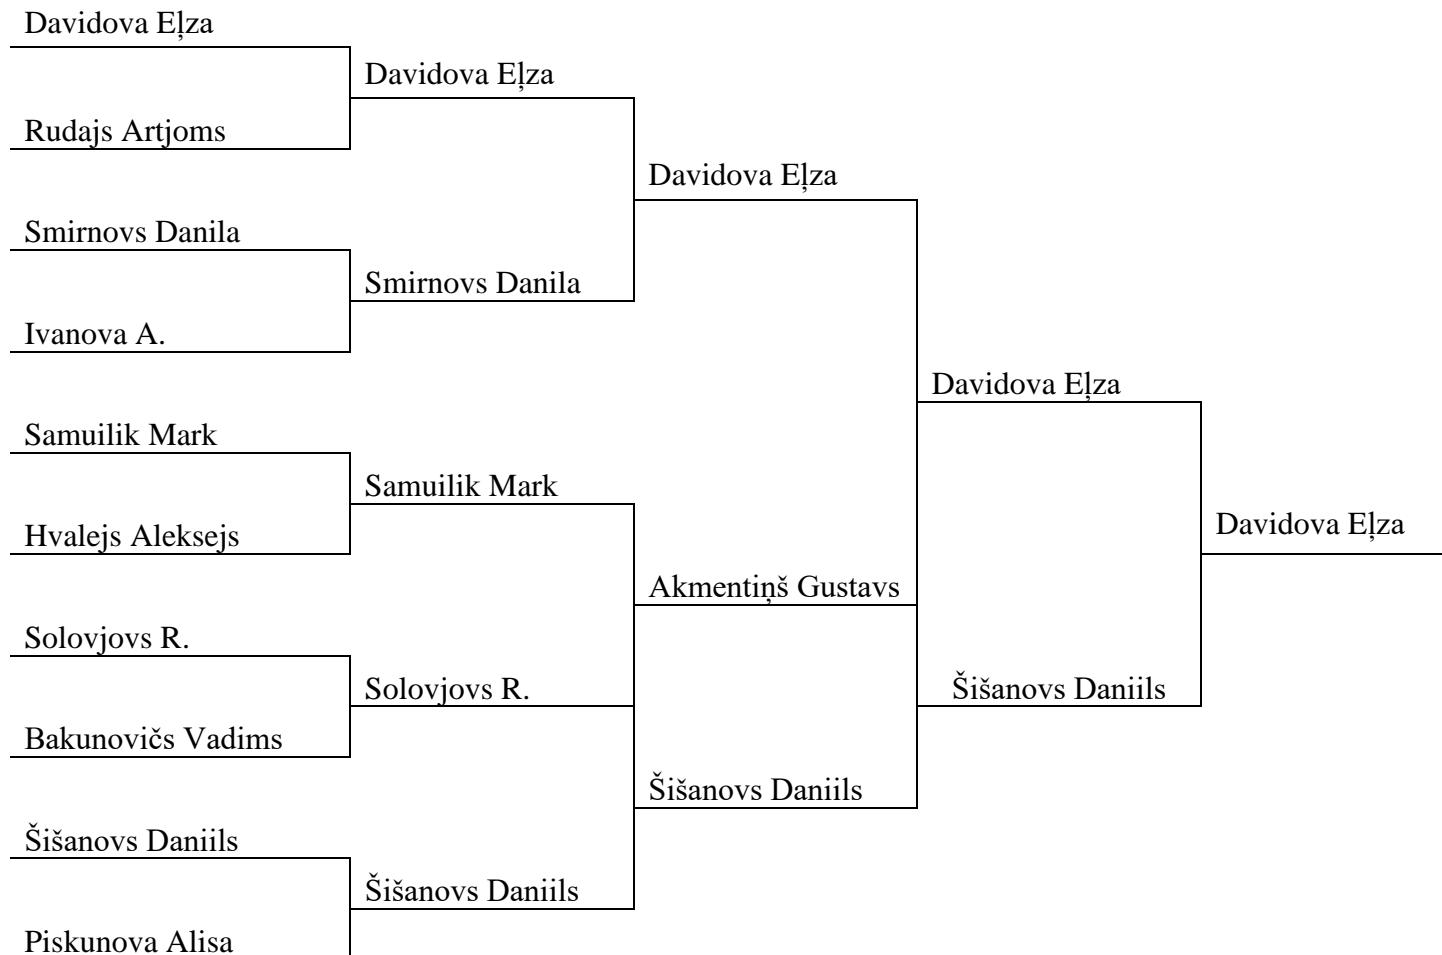 Davidova Eļza
Rudajs Artjoms
Smirnovs Danila
Ivanova A.
Samuilik Mark
Hvalejs Aleksejs
Solovjovs R.
Bakunovičs Vadims
Šišanovs Daniils
Piskunova Alisa
Davidova Eļza
Smirnovs Danila
Samuilik Mark
Solovjovs R.
Šišanovs Daniils
Davidova Eļza
Akmentiņš Gustavs
Šišanovs Daniils
Davidova Eļza
Šišanovs Daniils
Davidova Eļza